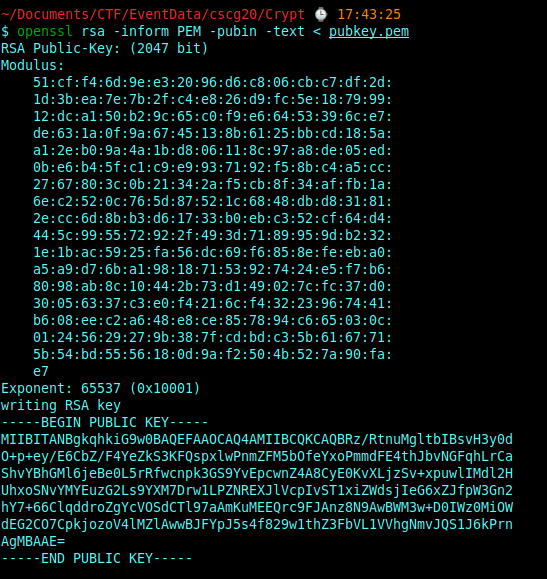 ~/Documents/CTF/EventData/cscg20/Crypt ⌚ 17:43:25
$ openssl rsa -inform PEM -pubin -text < pubkey.pem
RSA Public-Key: (2047 bit)
Modulus:
51:cf:f4:6d:9e:e3:20:96:d6:c8:06:cb:c7:df:2d:
1d:3b:ea:7e:7b:2f:c4:e8:26:d9:fc:5e:18:79:99:
12:dc:a1:50:b2:9c:65:c0:f9:e6:64:53:39:6c:e7:
de:63:1a:0f:9a:67:45:13:8b:61:25:bb:cd:18:5a:
a1:2e:b0:9a:4a:1b:d8:06:11:8c:97:a8:de:05:ed:
0b:e6:b4:5f:c1:c9:e9:93:71:92:f5:8b:c4:a5:cc:
27:67:80:3c:0b:21:34:2a:f5:cb:8f:34:af:fb:1a:
6e:c2:52:0c:76:5d:87:52:1c:68:48:db:d8:31:81:
2e:cc:6d:8b:b3:d6:17:33:b0:eb:c3:52:cf:64:d4:
44:5c:99:55:72:92:2f:49:3d:71:89:95:9d:b2:32:
1e:1b:ac:59:25:fa:56:dc:69:f6:85:8e:fe:eb:a0:
a5:a9:d7:6b:a1:98:18:71:53:92:74:24:e5:f7:b6:
80:98:ab:8c:10:44:2b:73:d1:49:02:7c:fc:37:d0:
30:05:63:37:c3:e0:f4:21:6c:f4:32:23:96:74:41:
b6:08:ee:c2:a6:48:e8:ce:85:78:94:c6:65:03:0c:
01:24:56:29:27:9b:38:7f:cd:bd:c3:5b:61:67:71:
5b:54:bd:55:56:18:0d:9a:f2:50:4b:52:7a:90:fa:
e7
Exponent: 65537 (0x10001)
writing RSA key
-----BEGIN PUBLIC KEY-----
MIIBITANBgkqhkiG9w0BAQEFAAOCAQ4AMIIBCQKCAQBRz/RtnuMgltbIBsvH3y0d
O+p+ey/E6CbZ/F4YeZkS3KFQspxlwPnmZFM5bOfeYxoPmmdFE4thJbvNGFqhLrCa
ShvYBhGMl6jeBe0L5rRfwcnpk3GS9YvEpcwnZ4A8CyE0KvXLjzSv+xpuwlIMdl2H
UhxoSNvYMYEuzG2Ls9YXM7Drw1LPZNREXJlVcpIvST1xiZWdsjIeG6xZJfpW3Gn2
hY7+66ClqddroZgYcVOSdCTl97aAmKuMEEQrc9FJAnz8N9AwBWM3w+D0IWz0MiOW
dEG2CO7CpkjozoV4lMZlAwwBJFYpJ5s4f829w1thZ3FbVL1VVhgNmvJQS1J6kPrn
AgMBAAE=
-----END PUBLIC KEY-----